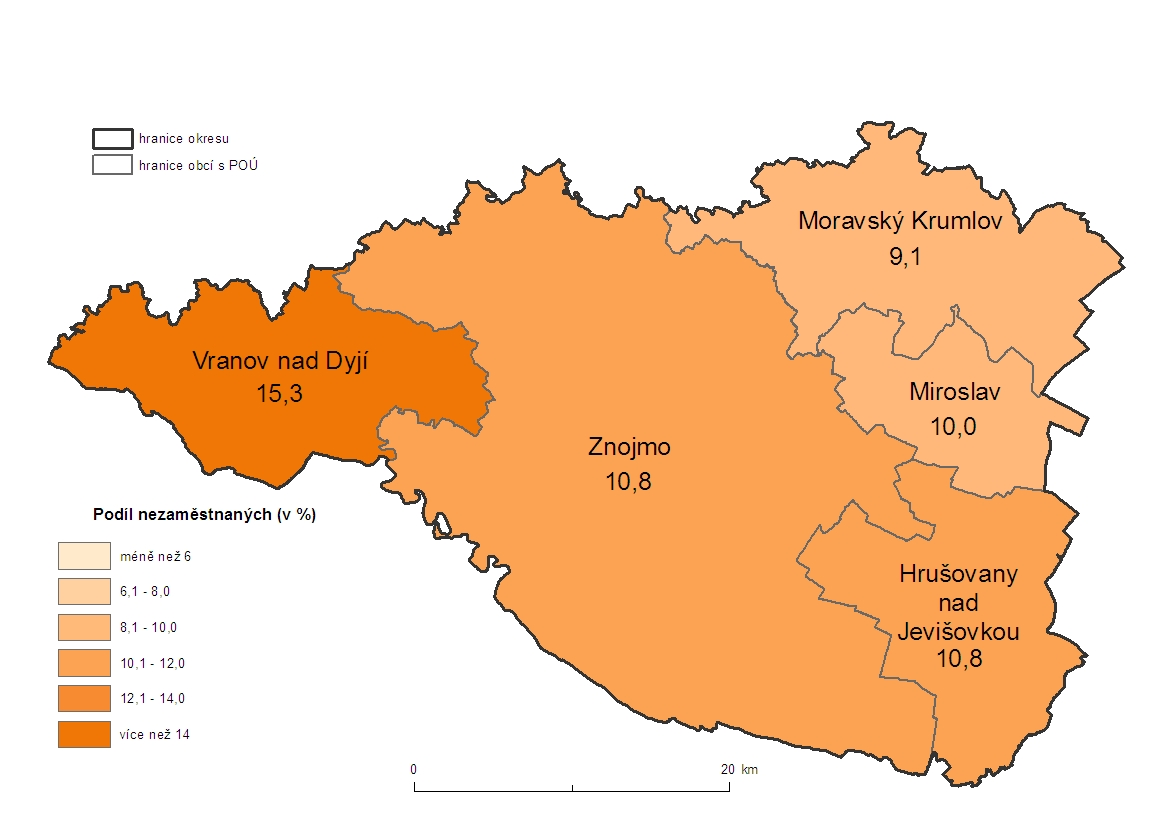 hranice okresu
hranice obcí s POÚ
Moravský Krumlov
9,1
Vranov nad Dyjí
15,3
Miroslav
10,0
Znojmo
10,8
Hrušovany
nad
Jevišovkou
10,8
Podíl nezaměstnaných (v %)
méně než 6
6,1 - 8,0
8,1 - 10,0
10,1 - 12,0
12,1 - 14,0
více než 14
0 20 km